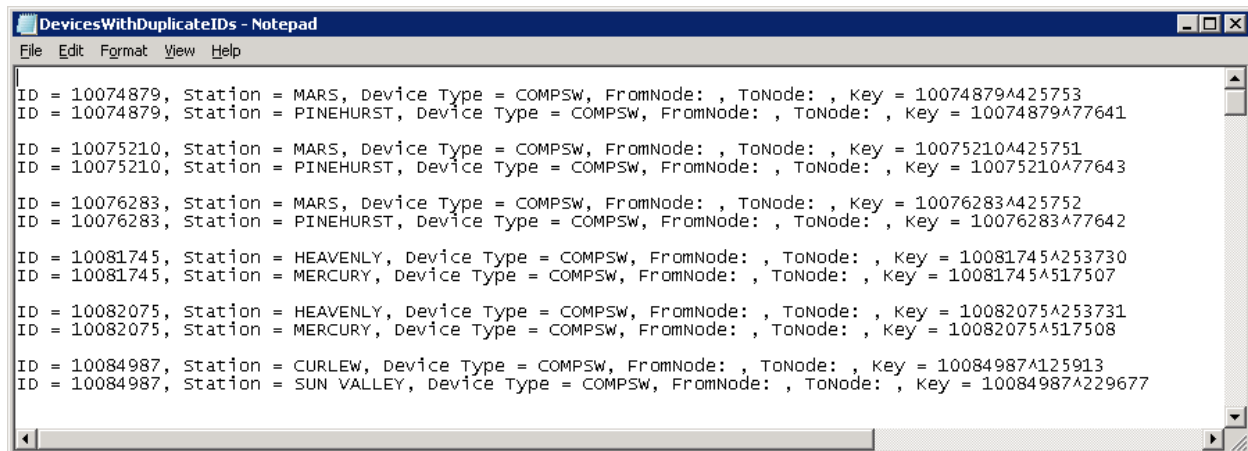 DevicesWithDuplicateIDs - Notepad
File Edit Format View Help
ID = 10074879, Station = MARS, Device Type = COMPSW, FromNode: , ToNode: , Key = 10074879^425753
ID = 10074879, Station = PINEHURST, Device Type = COMPSW, FromNode: , ToNode: , Key = 10074879^77641
ID = 10075210, Station = MARS, Device Type = COMPSW, FromNode: , ToNode: , Key = 10075210^425751
ID = 10075210, Station = PINEHURST, Device Type = COMPSW, FromNode: , ToNode: , Key = 10075210^77643
ID = 10076283, Station = MARS, Device Type = COMPSW, FromNode: , ToNode: , Key = 10076283^425752
ID = 10076283, Station = PINEHURST, Device Type = COMPSW, FromNode: , ToNode: , Key = 10076283^77642
ID = 10081745, Station = HEAVENLY, Device Type = COMPSW, FromNode: , ToNode: , Key = 10081745^253730
ID = 10081745, Station = MERCURY, Device Type = COMPSW, FromNode: , ToNode: , Key = 10081745^517507
ID = 10082075, Station = HEAVENLY, Device Type = COMPSW, FromNode: , ToNode: , Key = 10082075^253731
ID = 10082075, Station = MERCURY, Device Type = COMPSW, FromNode: , ToNode: , Key = 10082075^517508
ID = 10084987, Station = CURLEW, Device Type = COMPSW, FromNode: , ToNode: , Key = 10084987^125913
ID = 10084987, Station = SUN VALLEY, Device Type = COMPSW, FromNode: , ToNode: , Key = 10084987^229677